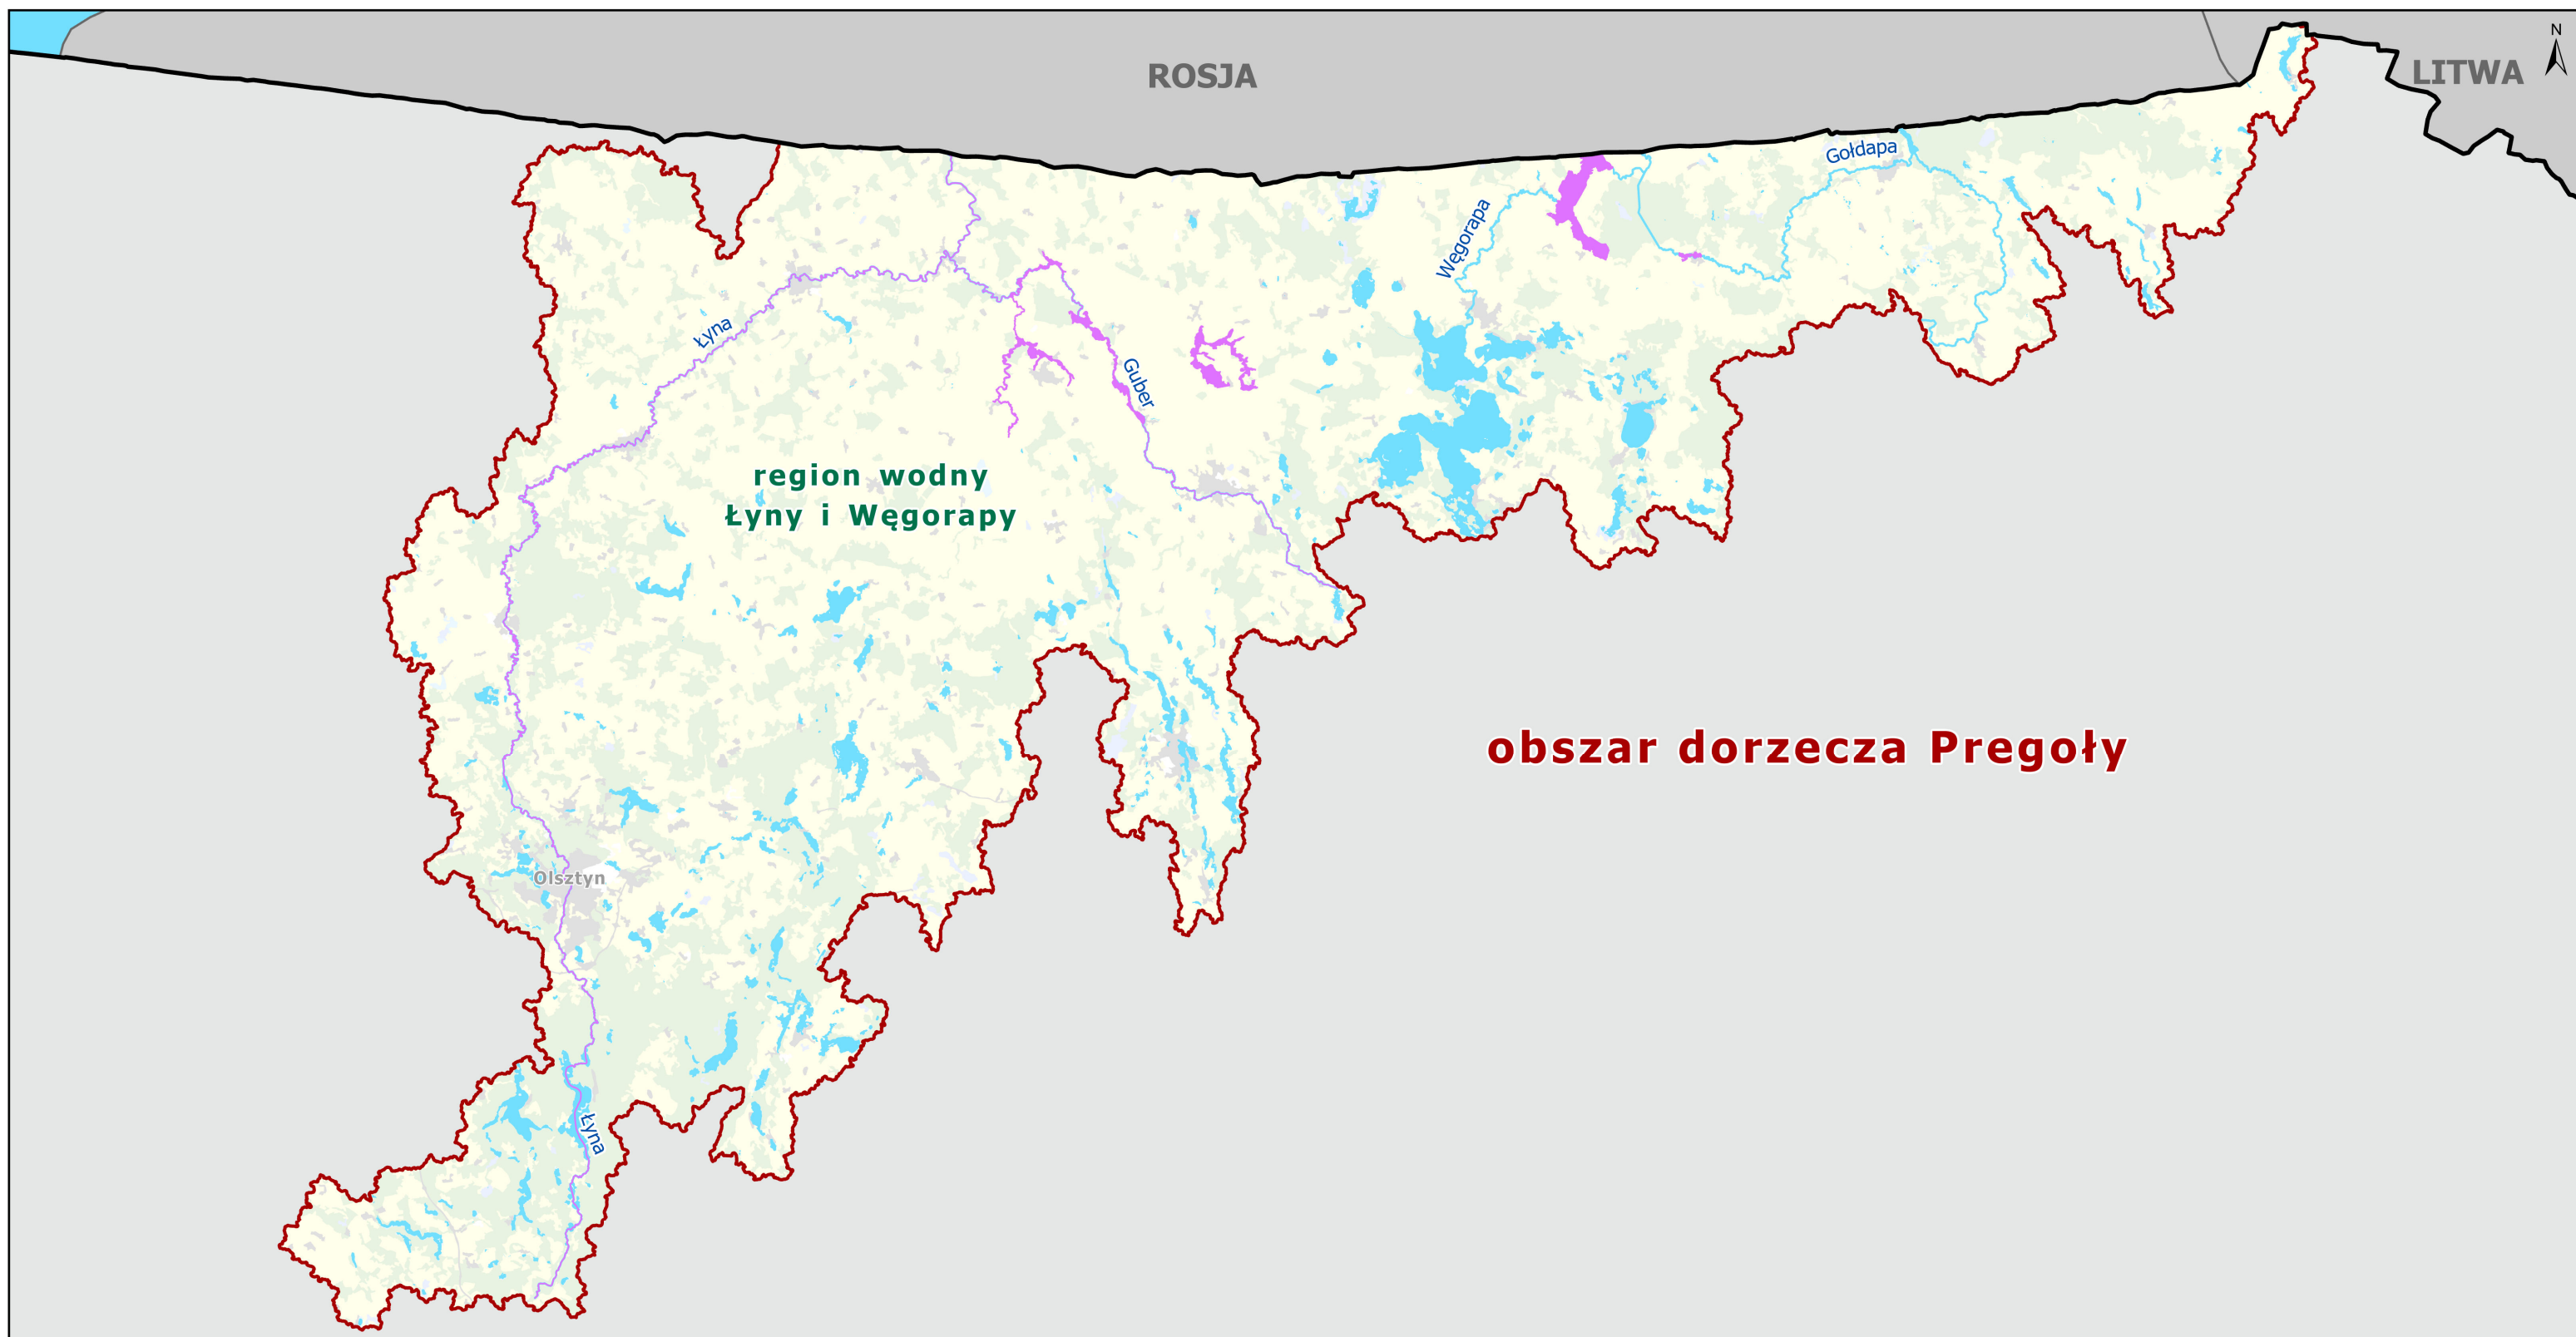 N
ROSJA
LITWA
Gołdapa
Węgorapa
Łyna
Guber
region wodny
Łyny i Węgorapy
obszar dorzecza Pregoły
Olsztyn
Łyna